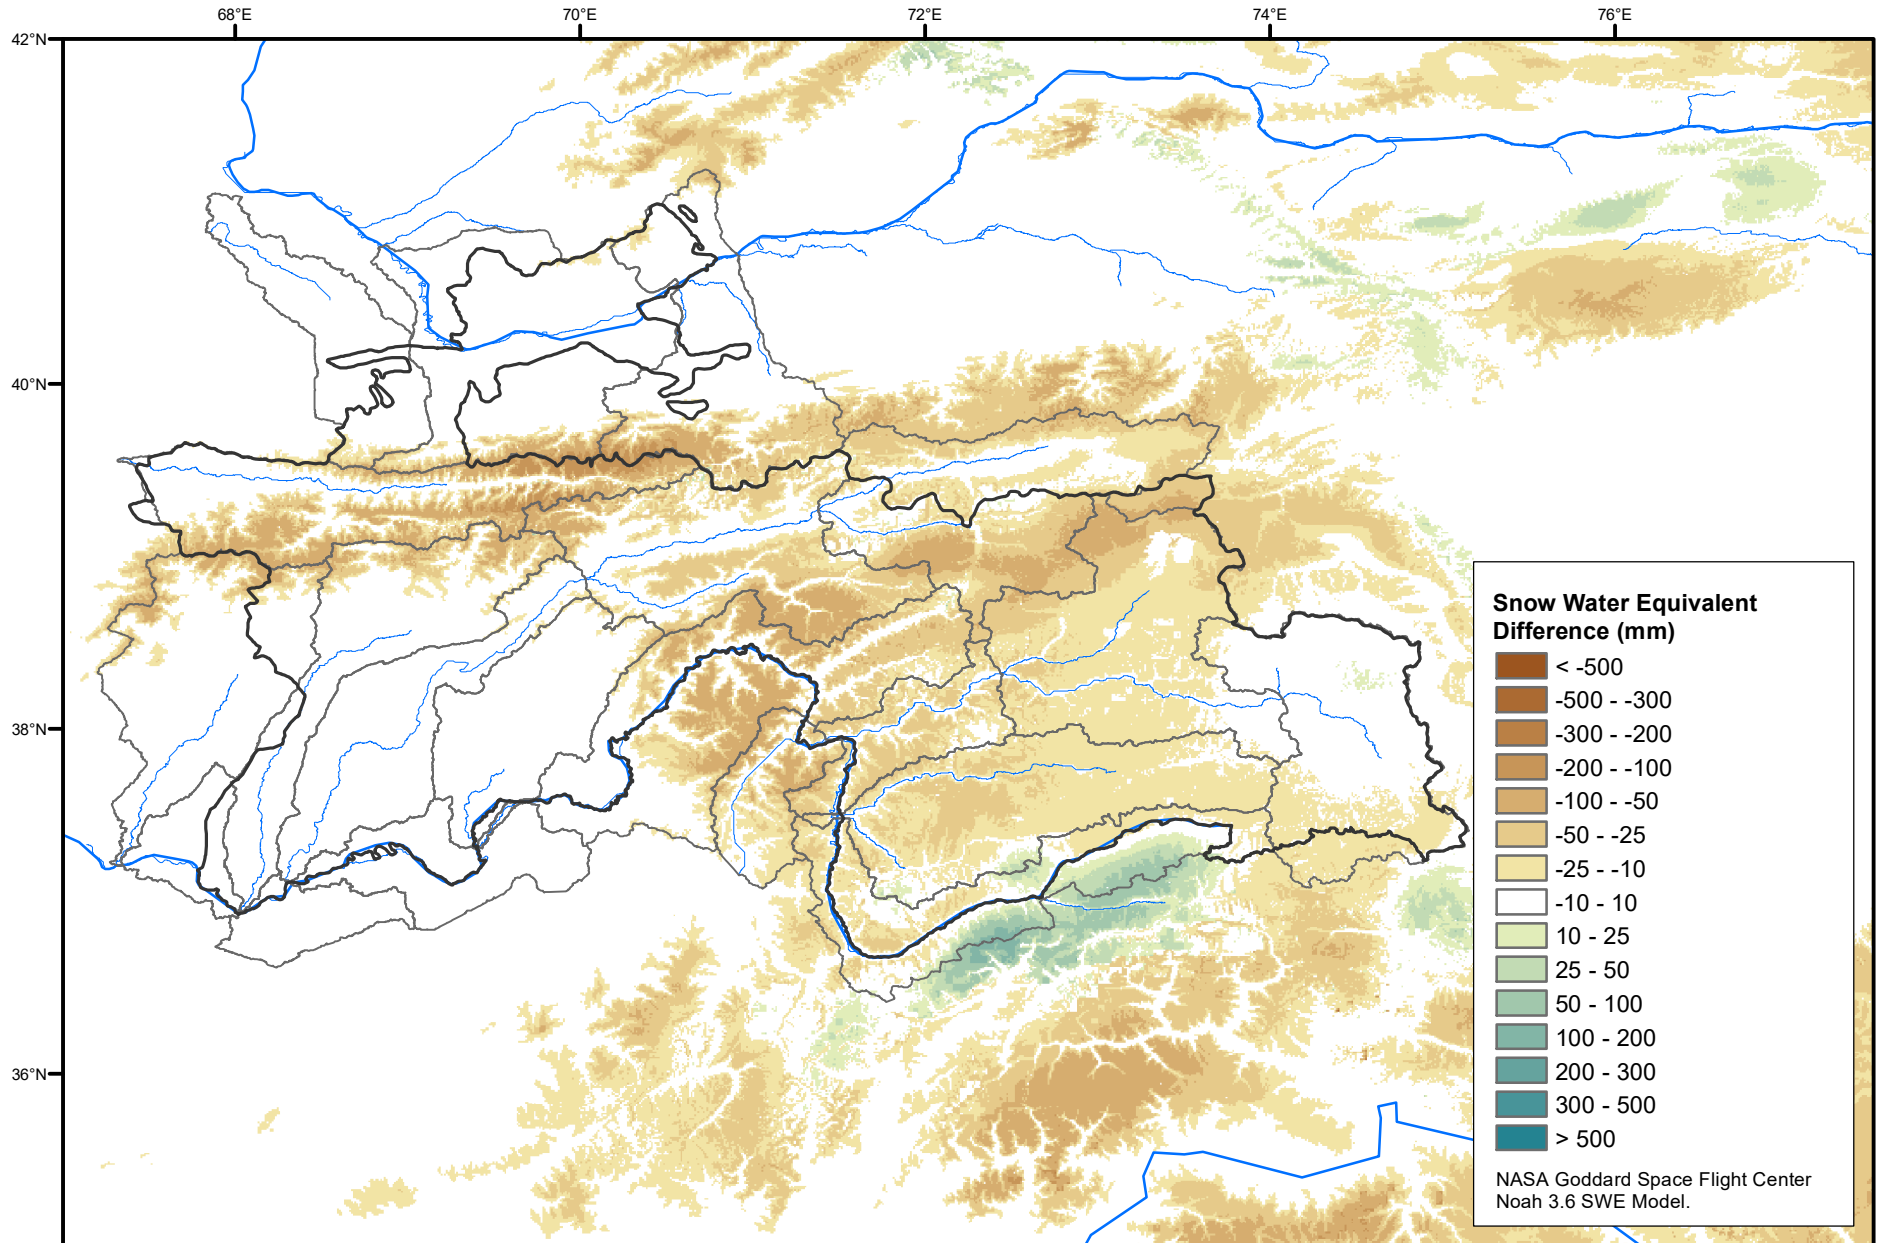 68°E
70°E
72°E
74°E
76°E
42°N
40°N
38°N
36°N
Snow Water Equivalent
Difference (mm)
< -500
-500 - -300
-300 - -200
-200 - -100
-100 - -50
-50 - -25
-25 - -10
-10 - 10
10 - 25
25 - 50
50 - 100
100 - 200
200 - 300
300 - 500
> 500
NASA Goddard Space Flight Center
Noah 3.6 SWE Model.